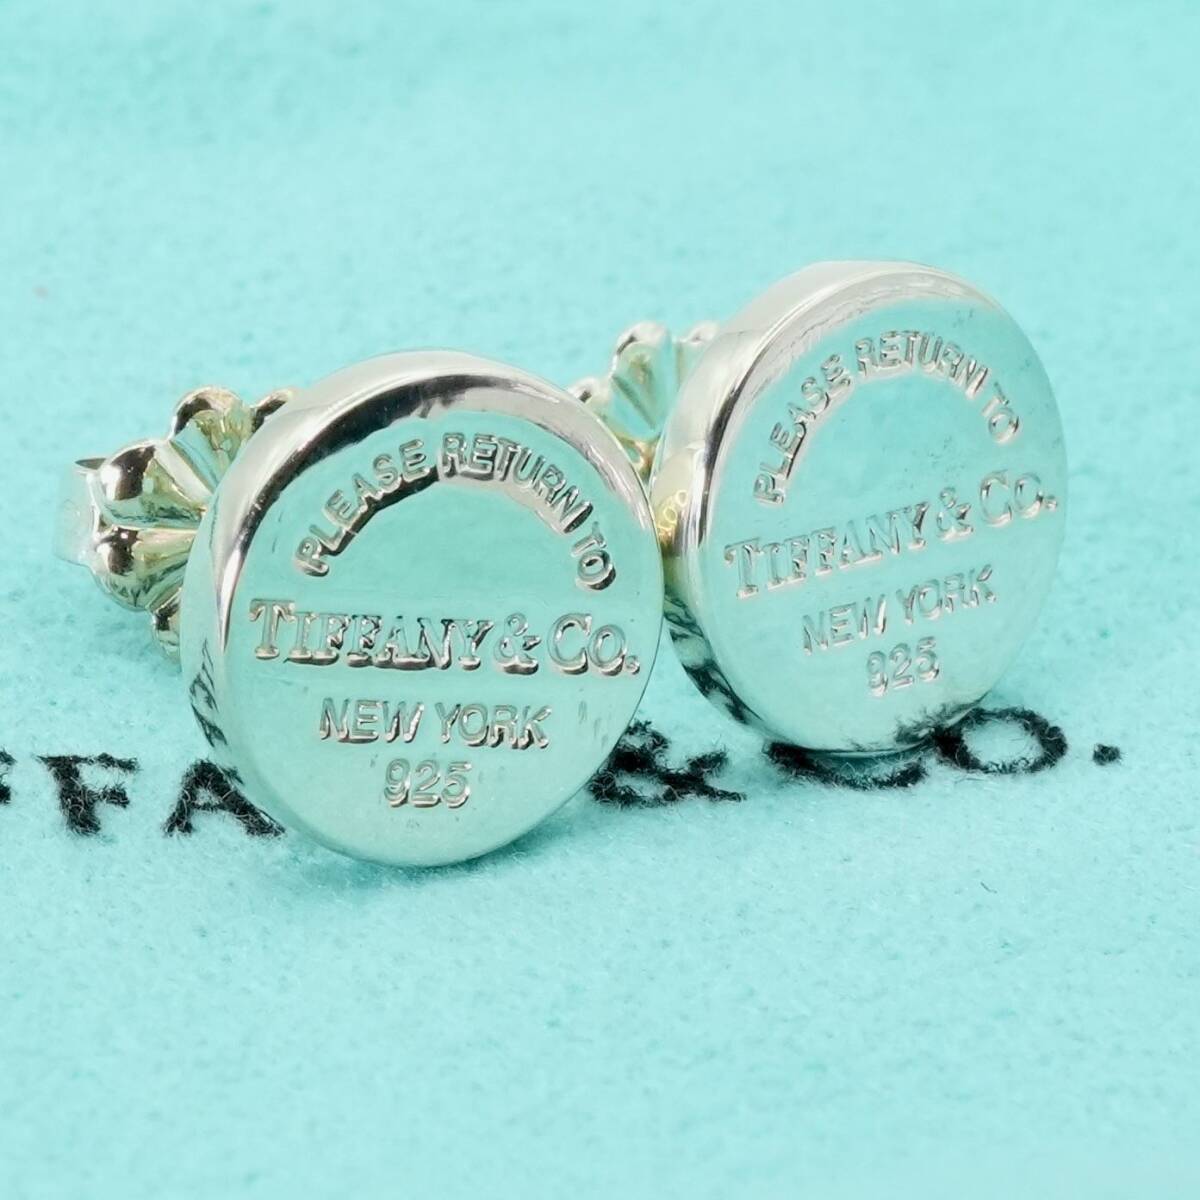 PLEASE RETURN TO
TIFFANY & CO.
NEW YORK
925
PLEASE RETURN TO
TIFFANY & CO.
NEW YORK
925
FFA & CO.